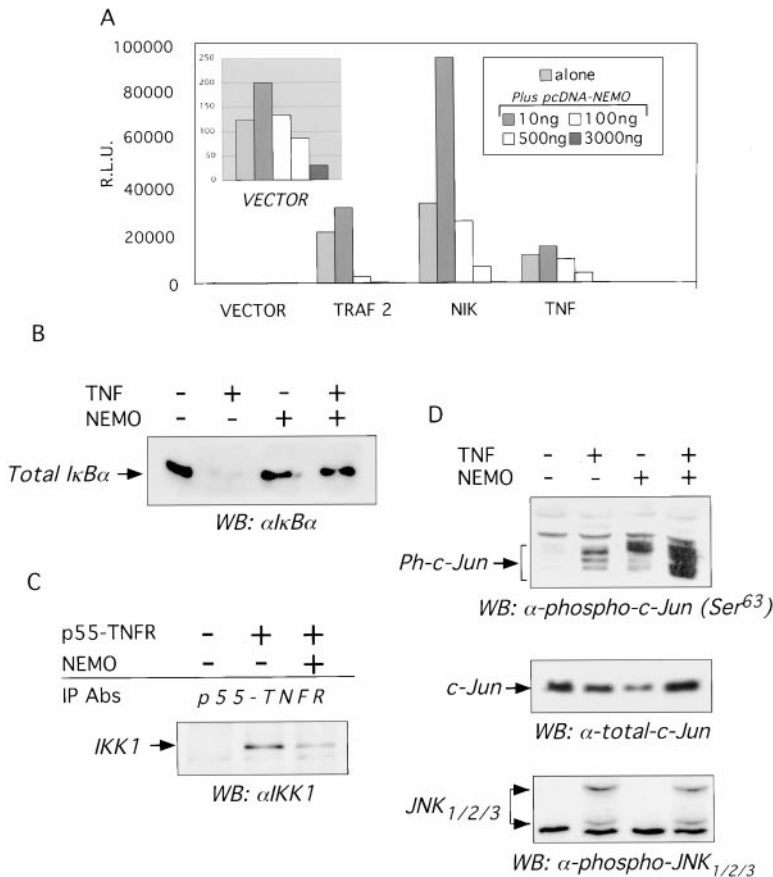 A
R.L.U.
100000
80000
60000
40000
20000
0
250
200
150
100
50
0
VECTOR
alone
Plus pcDNA-NEMO
10ng 100ng
500ng 3000ng
VECTOR TRAF 2 NIK TNF
B
TNF - + - +
NEMO - - + +
Total IκBα
WB: αIκBα
C
p55-TNFR - + +
NEMO - - +
IP Abs p55-TNFR
IKK1
WB: αIKK1
D
TNF - + - +
NEMO - - + +
Ph-c-Jun
WB: α-phospho-c-Jun (Ser63)
c-Jun
WB: α-total-c-Jun
JNK1/2/3
WB: α-phospho-JNK1/2/3